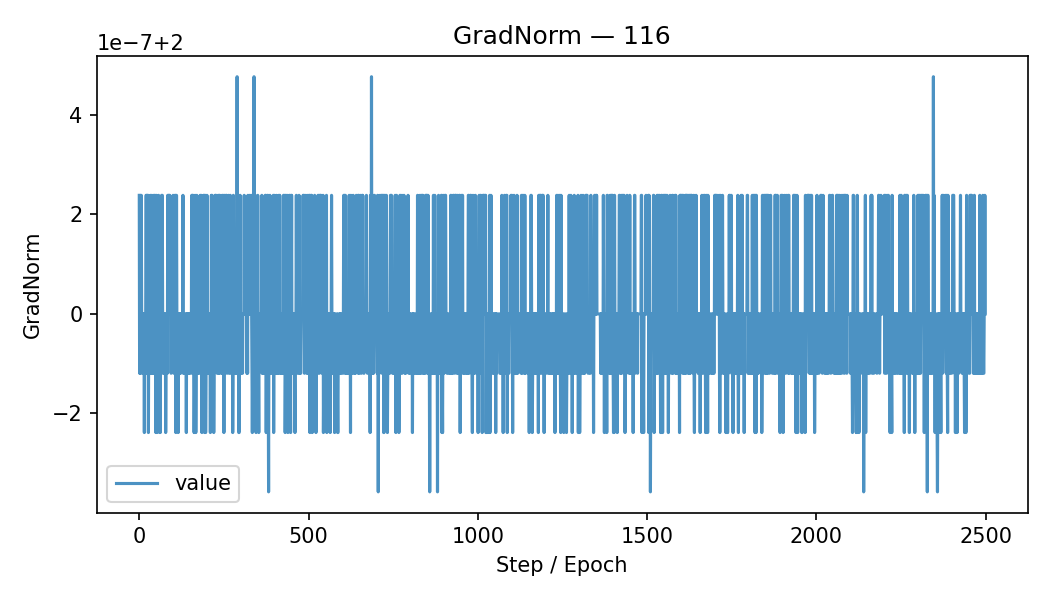 GradNorm — 116
1e−7+2
GradNorm
4
2
0
−2
value
0 500 1000 1500 2000 2500
Step / Epoch